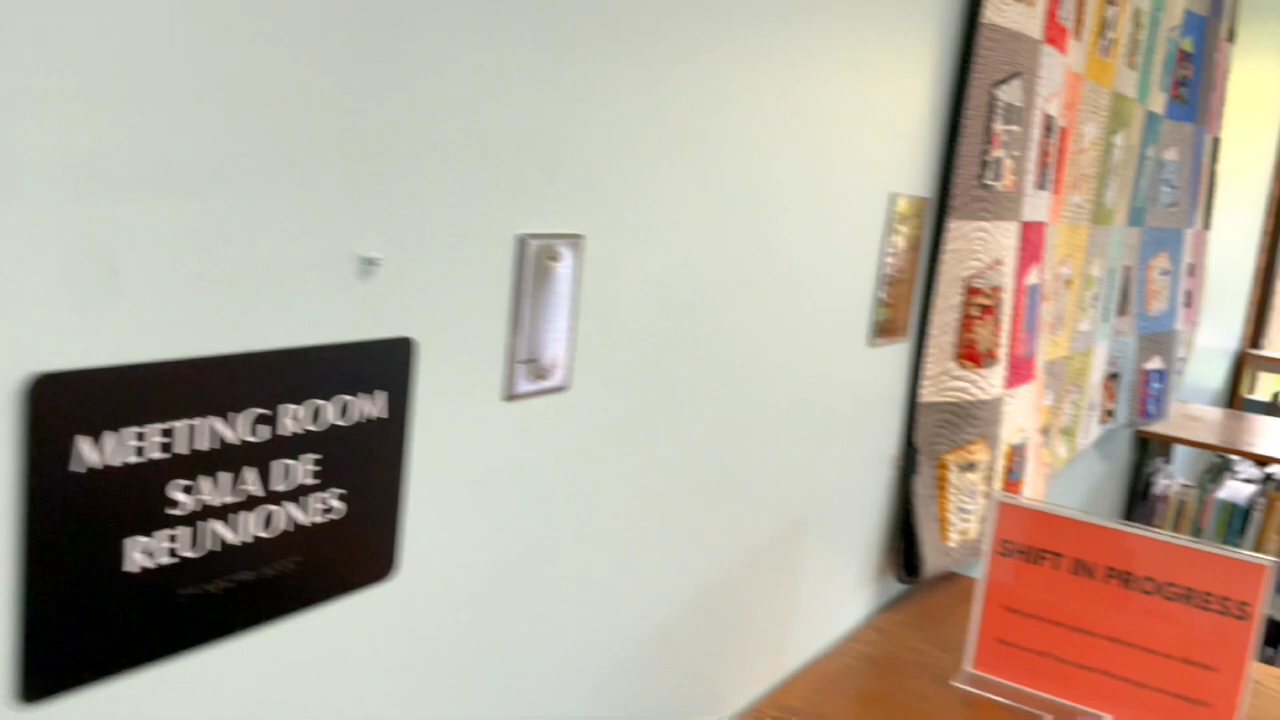 MEETING ROOM
SALA DE
REUNIONES
SHIFT IN PROGRESS